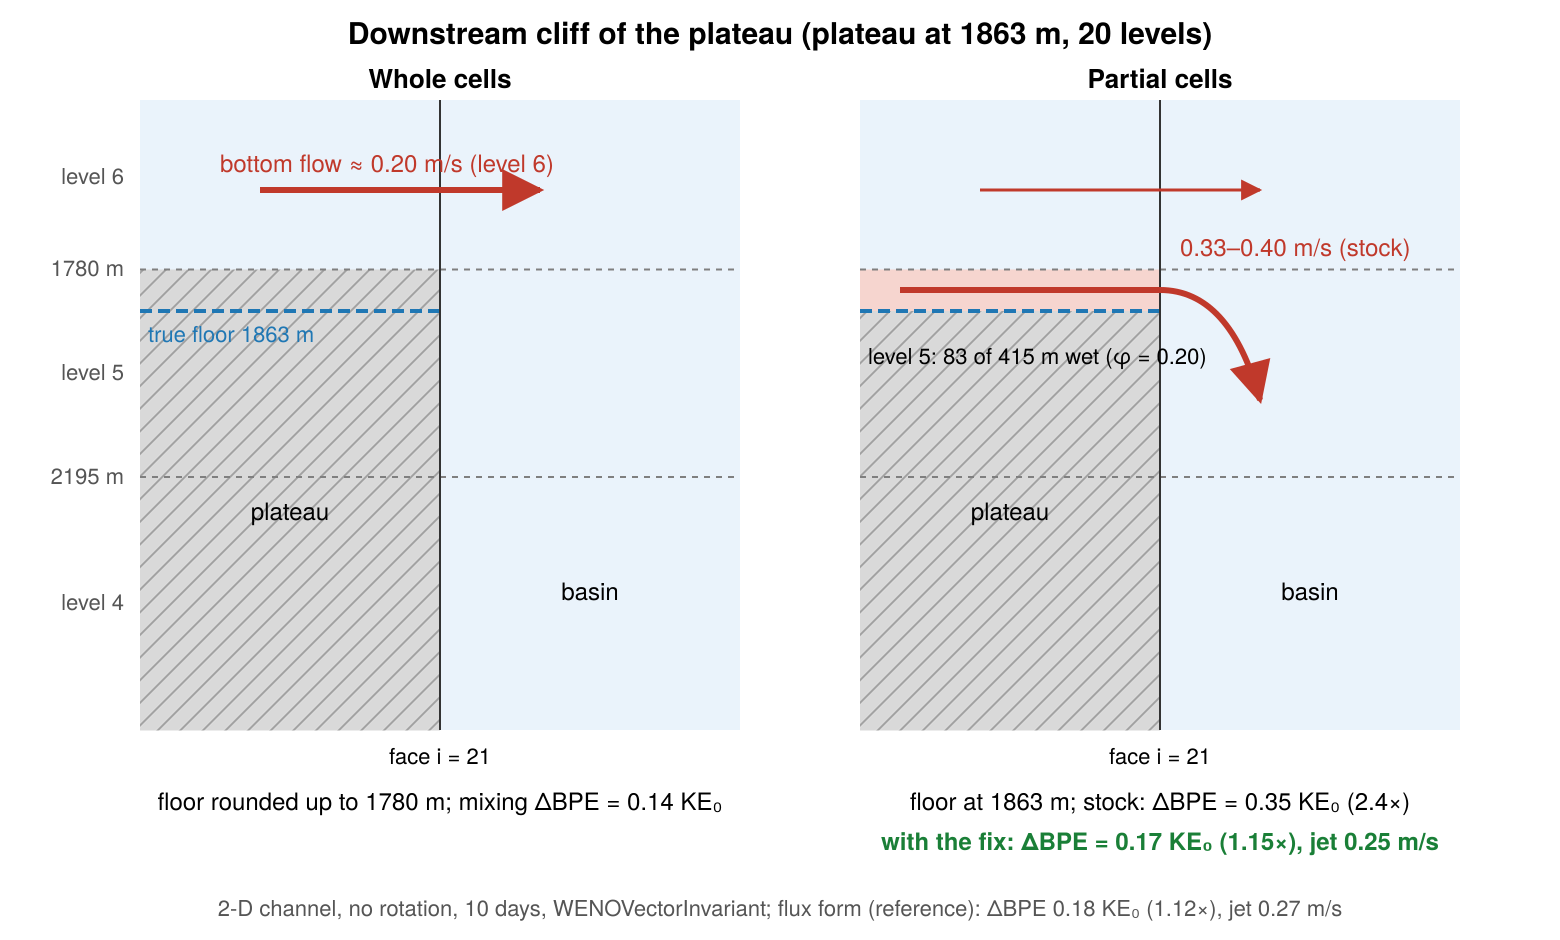 Downstream cliff of the plateau (plateau at 1863 m, 20 levels)
Whole cells
Partial cells
level 6
bottom flow ≈ 0.20 m/s (level 6)
0.33–0.40 m/s (stock)
1780 m
true floor 1863 m
level 5
level 5: 83 of 415 m wet (φ = 0.20)
2195 m
plateau
plateau
basin
basin
level 4
face i = 21
face i = 21
floor rounded up to 1780 m; mixing ΔBPE = 0.14 KE₀
floor at 1863 m; stock: ΔBPE = 0.35 KE₀ (2.4×)
with the fix: ΔBPE = 0.17 KE₀ (1.15×), jet 0.25 m/s
2-D channel, no rotation, 10 days, WENOVectorInvariant; flux form (reference): ΔBPE 0.18 KE₀ (1.12×), jet 0.27 m/s